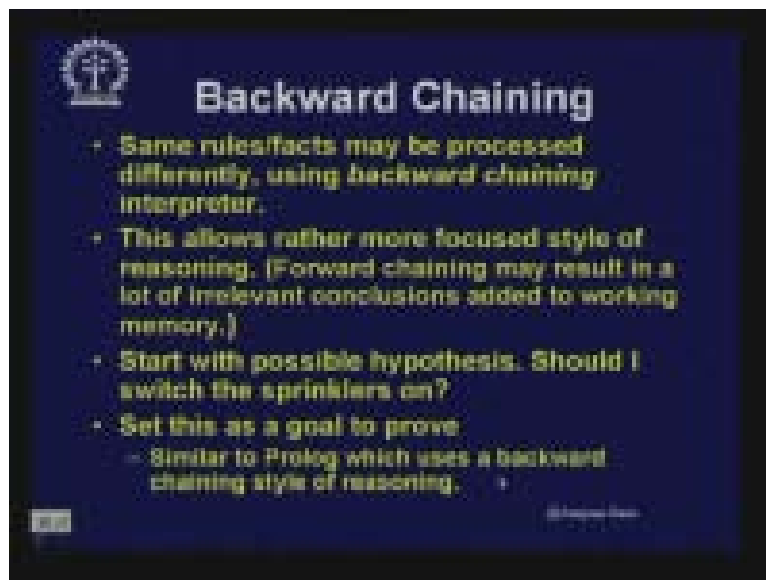 Backward Chaining
• Same rules/facts may be processed
differently, using backward chaining
interpreter.
• This allows rather more focused style of
reasoning. (Forward chaining may result in a
lot of irrelevant conclusions added to working
memory.)
• Start with possible hypothesis. Should I
switch the sprinklers on?
• Set this as a goal to prove
– Similar to Prolog which uses a backward
chaining style of reasoning.